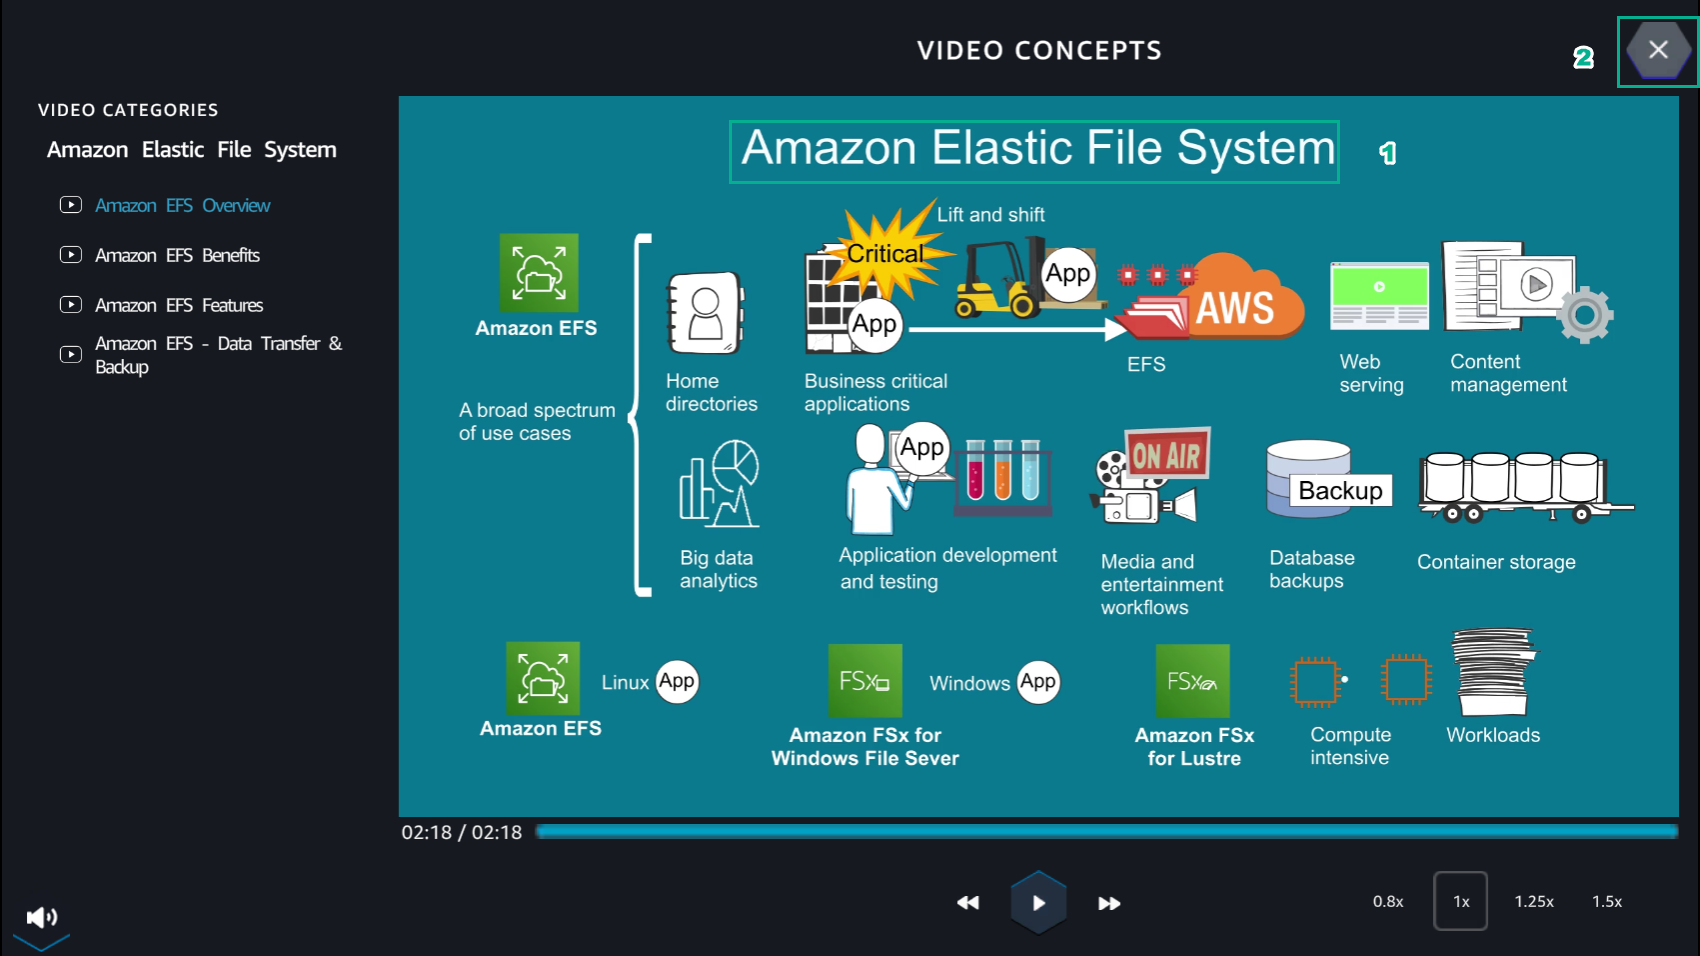 VIDEO CONCEPTS
2
VIDEO CATEGORIES
Amazon Elastic File System
Amazon EFS Overview
Amazon EFS Benefits
Amazon EFS Features
Amazon EFS - Data Transfer &
Backup
Amazon Elastic File System
1
Amazon EFS
A broad spectrum
of use cases
Home
directories
Critical
App
Business critical
applications
Lift and shift
App
AWS
EFS
Web
serving
Content
management
Big data
analytics
App
Application development
and testing
ON AIR
Media and
entertainment
workflows
Backup
Database
backups
Container storage
Amazon EFS
Linux App
FSx
Amazon FSx for
Windows File Sever
Windows App
FSx
Amazon FSx
for Lustre
Compute
intensive
Workloads
02:18 / 02:18
0.8x
1x
1.25x
1.5x